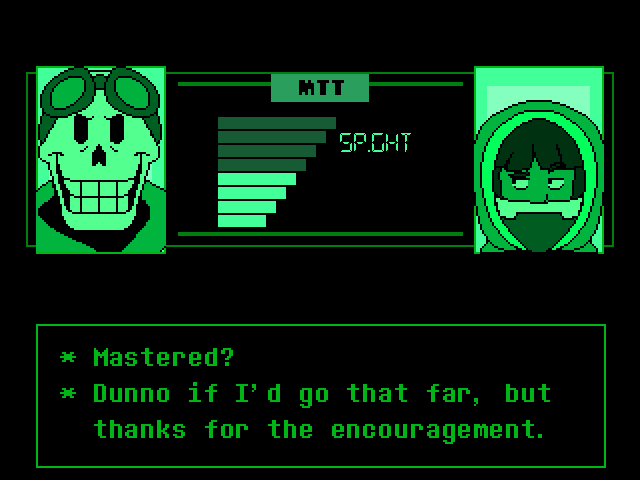 MTT
SP.GHT
* Mastered?
* Dunno if I'd go that far, but
thanks for the encouragement.